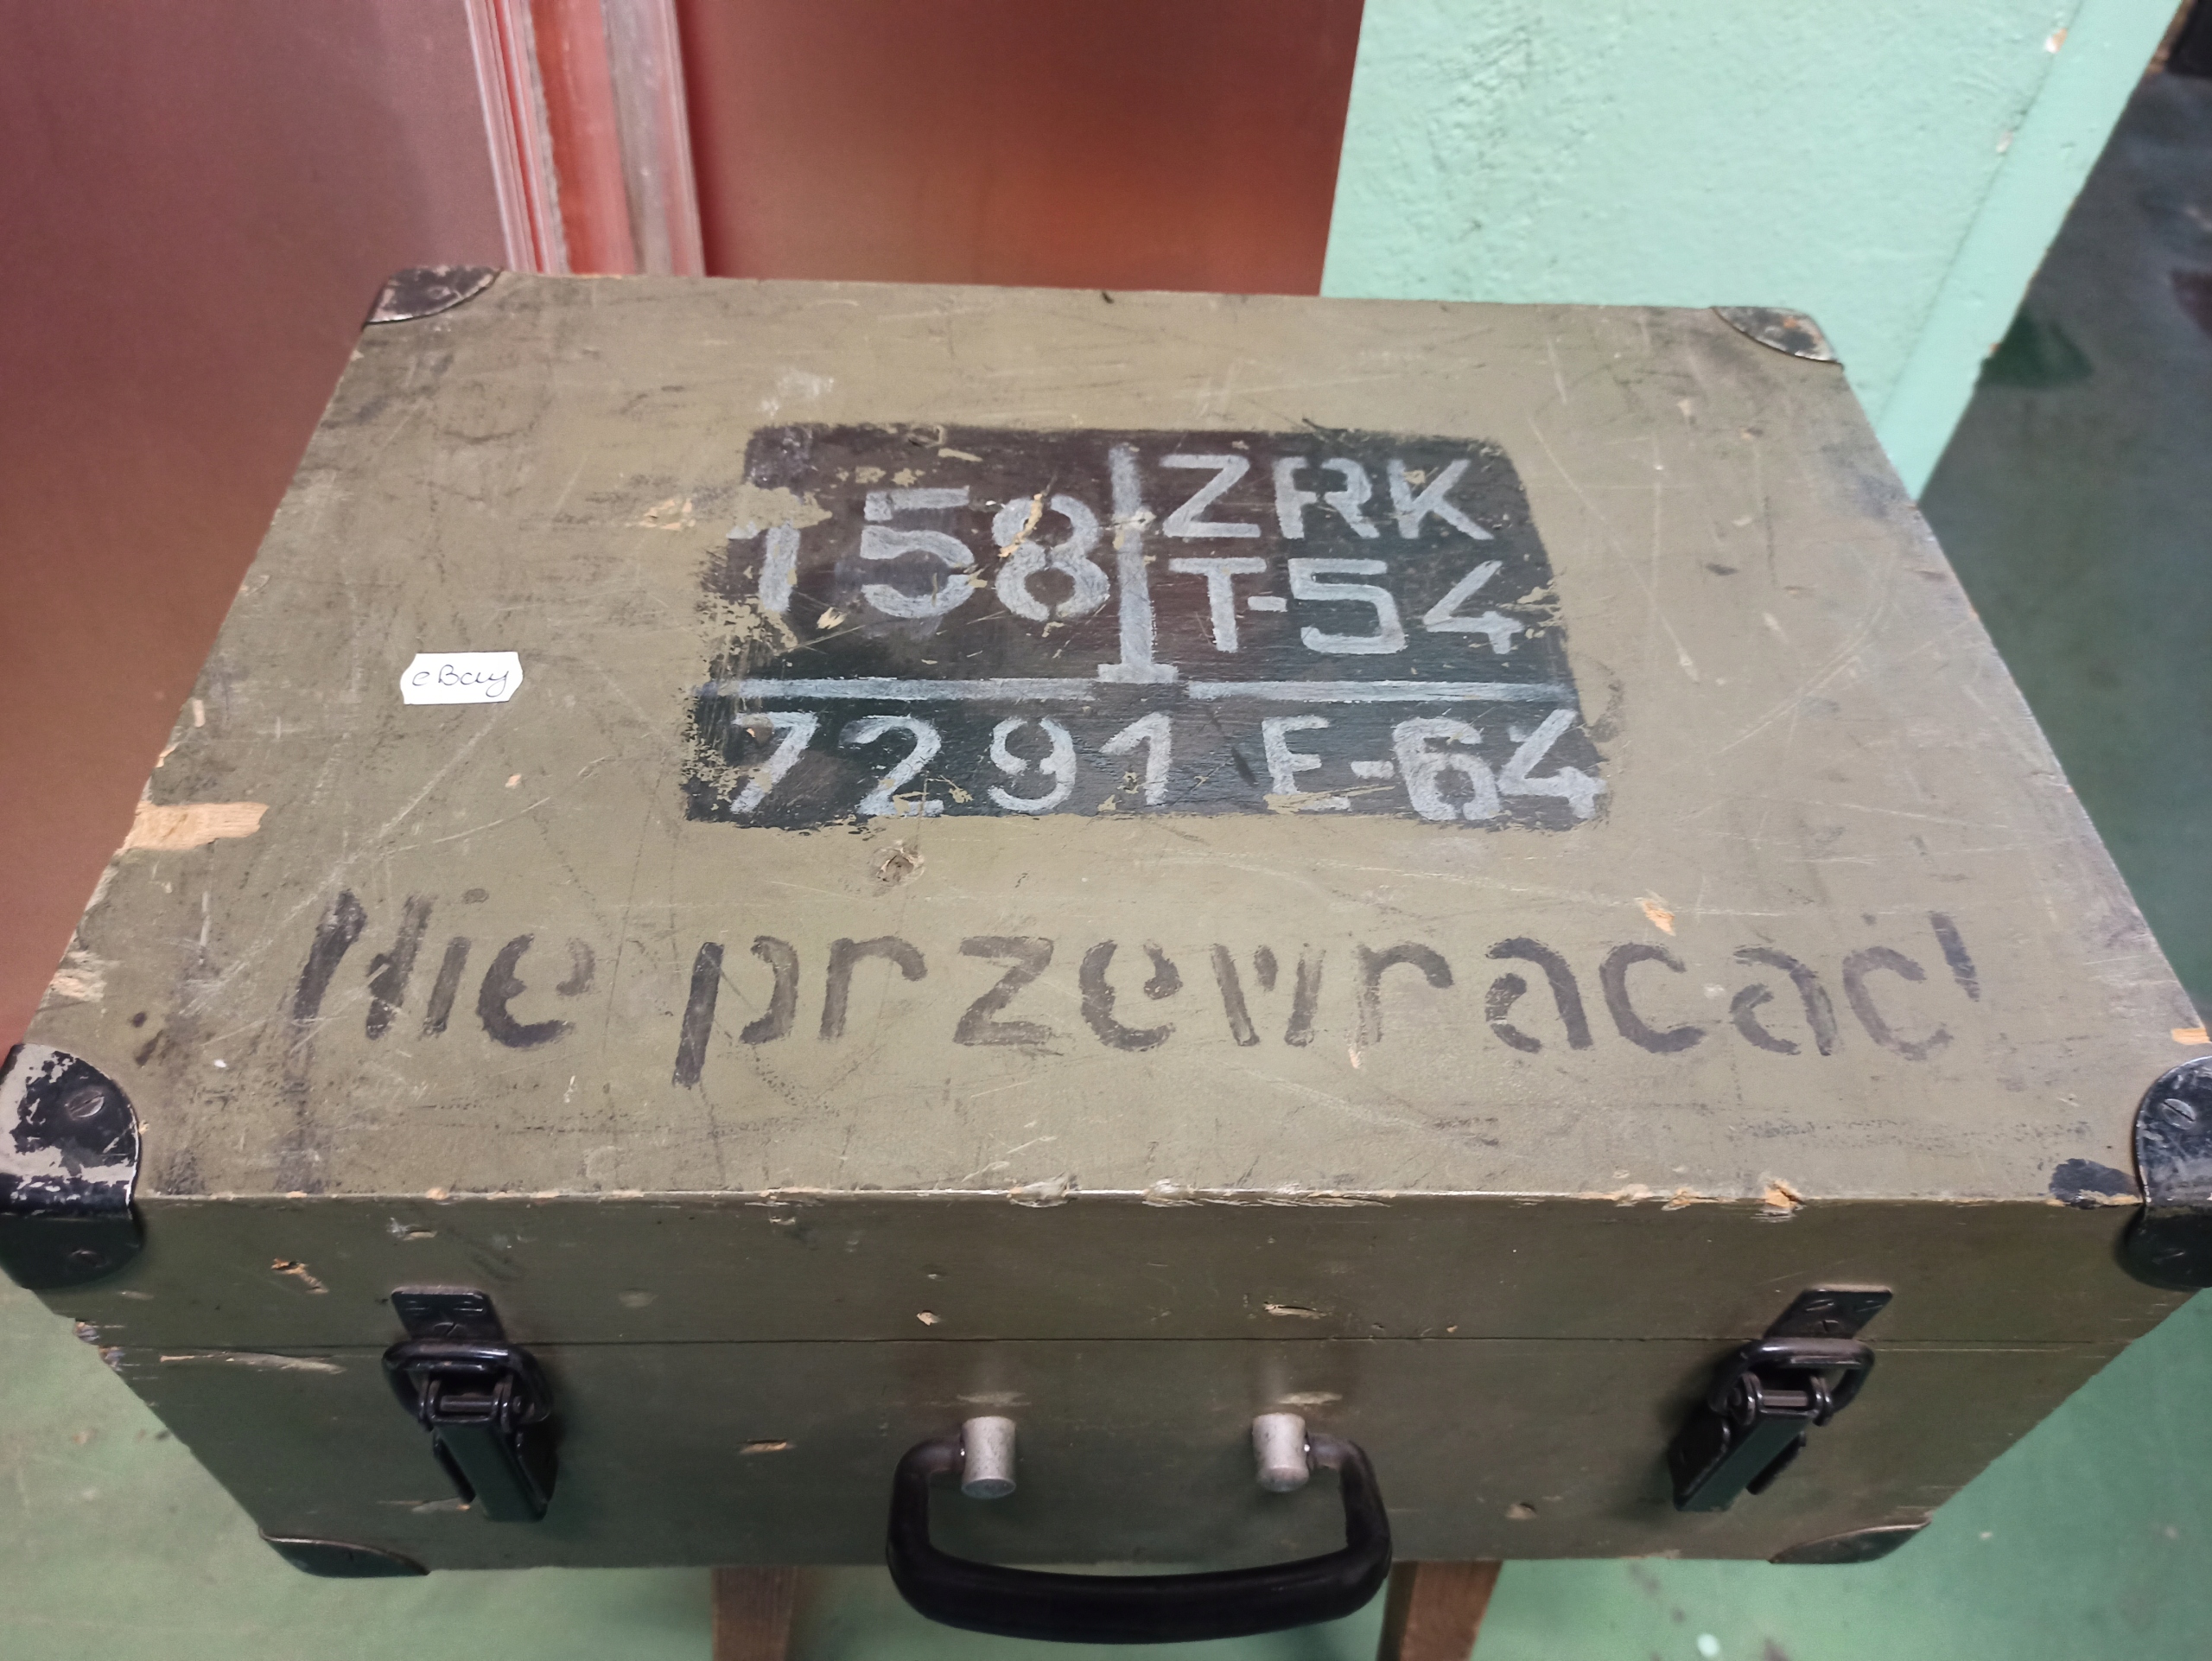 158 ZRK
T-54
7291 E-64
eBay
Nie przewracać